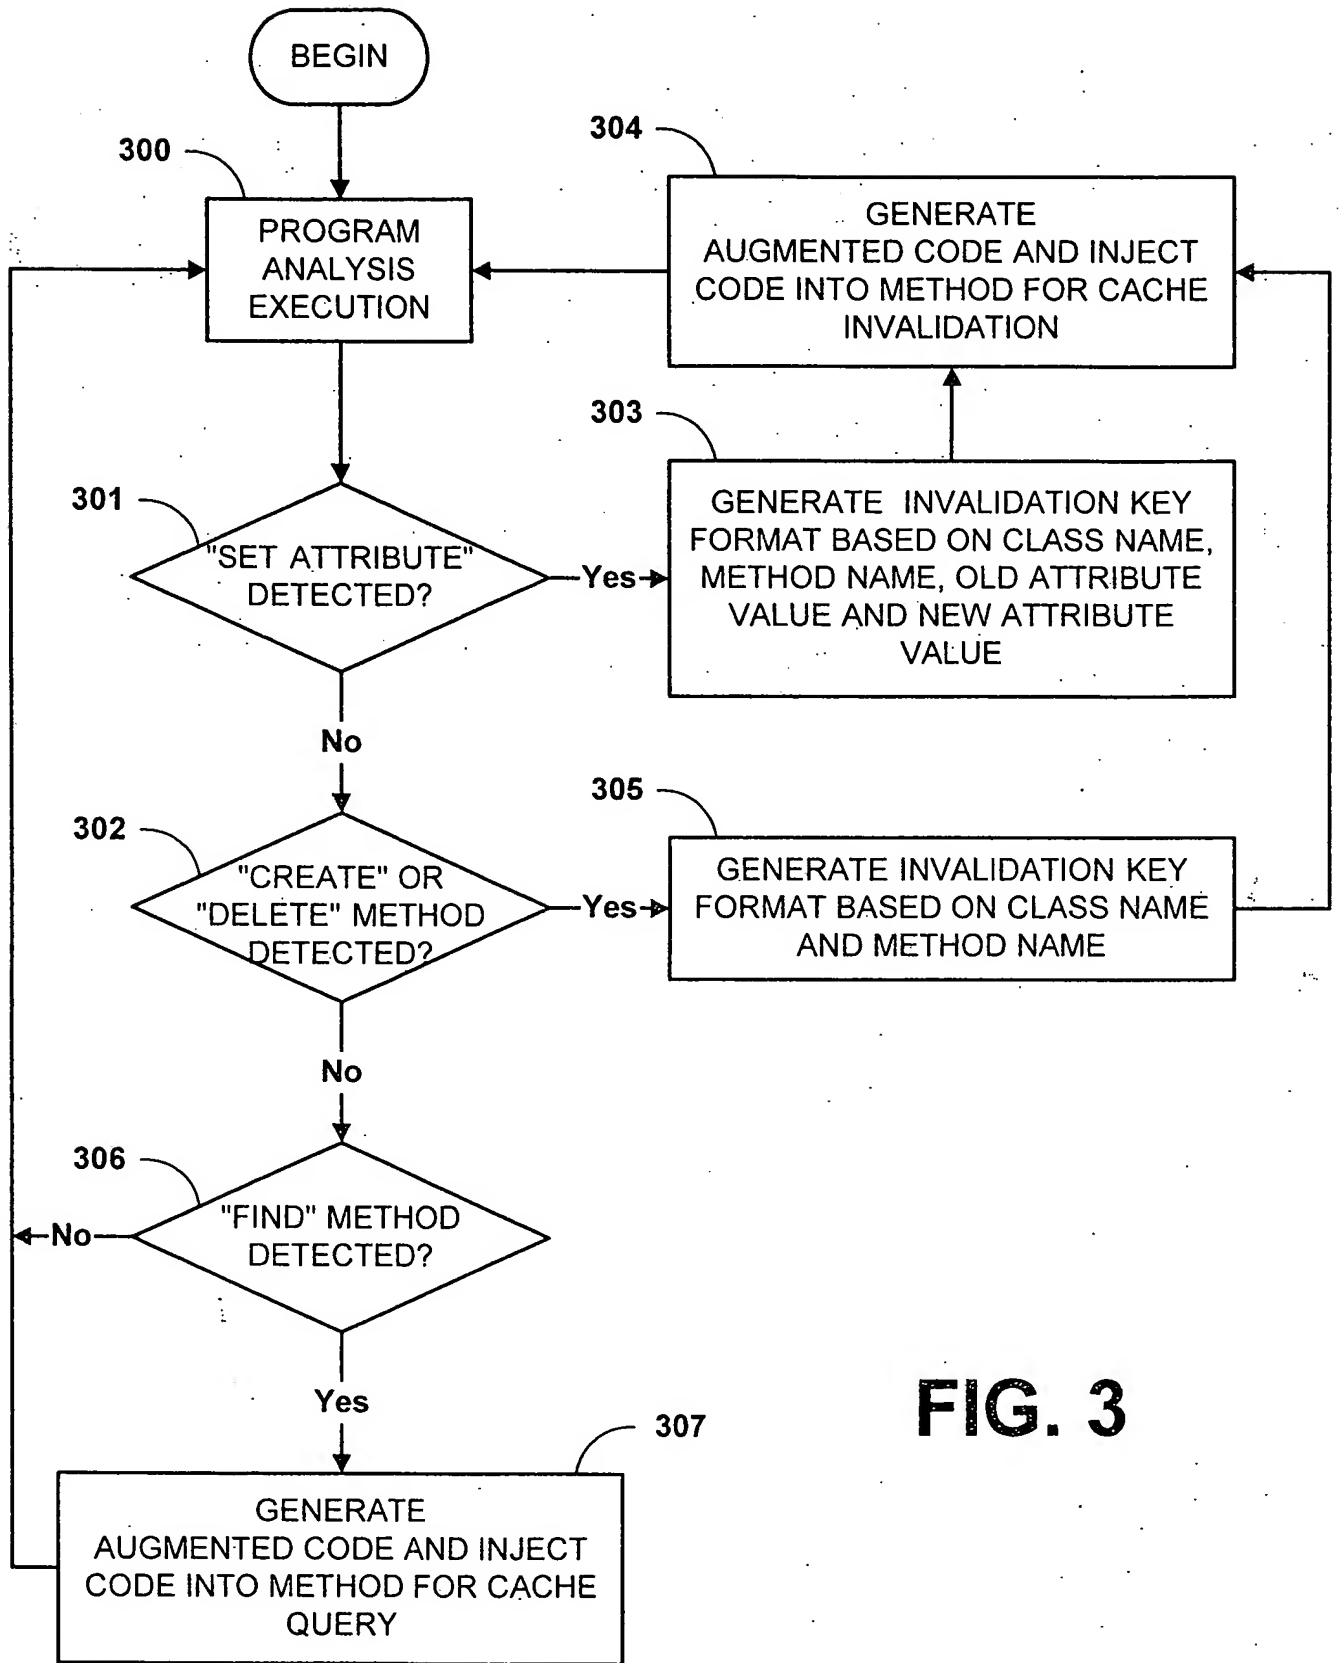 BEGIN
300
PROGRAM
ANALYSIS
EXECUTION
304
GENERATE
AUGMENTED CODE AND INJECT
CODE INTO METHOD FOR CACHE
INVALIDATION
301
"SET ATTRIBUTE"
DETECTED?
Yes
303
GENERATE INVALIDATION KEY
FORMAT BASED ON CLASS NAME,
METHOD NAME, OLD ATTRIBUTE
VALUE AND NEW ATTRIBUTE
VALUE
No
302
"CREATE" OR
"DELETE" METHOD
DETECTED?
Yes
305
GENERATE INVALIDATION KEY
FORMAT BASED ON CLASS NAME
AND METHOD NAME
No
306
"FIND" METHOD
DETECTED?
No
Yes
307
GENERATE
AUGMENTED CODE AND INJECT
CODE INTO METHOD FOR CACHE
QUERY
FIG. 3